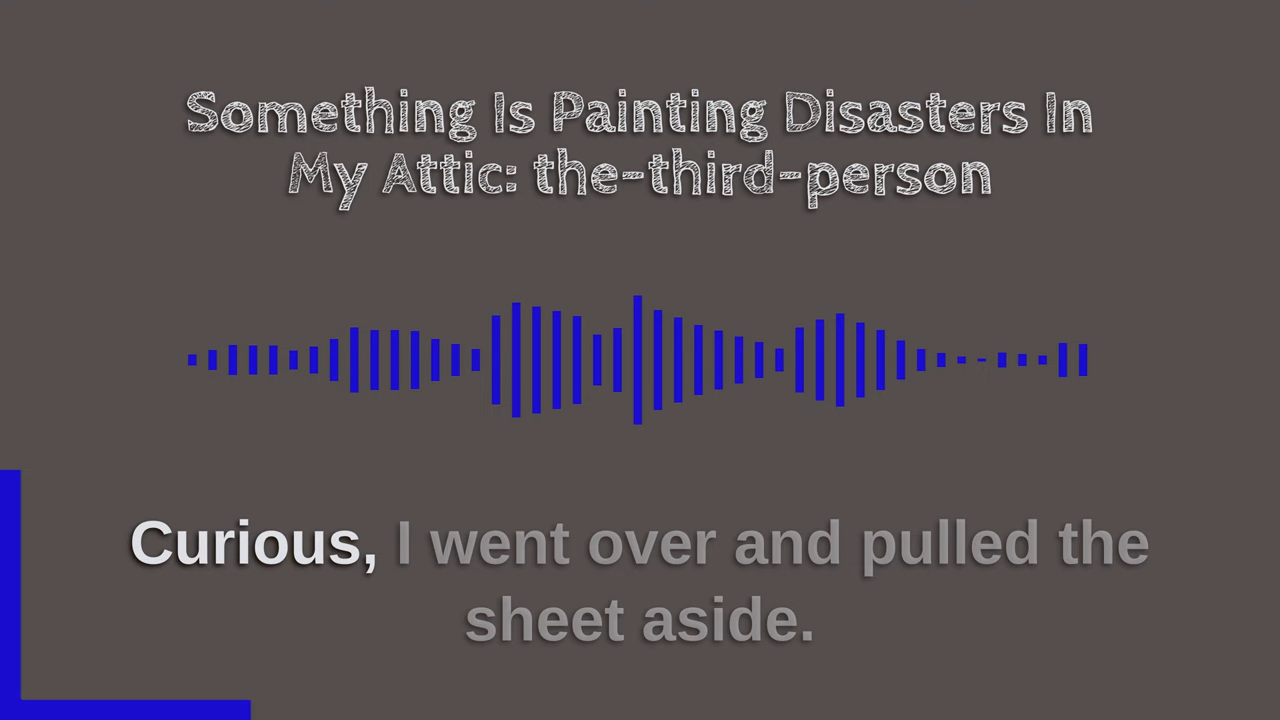 Something Is Painting Disasters In
My Attic: the-third-person
Curious, I went over and pulled the
sheet aside.